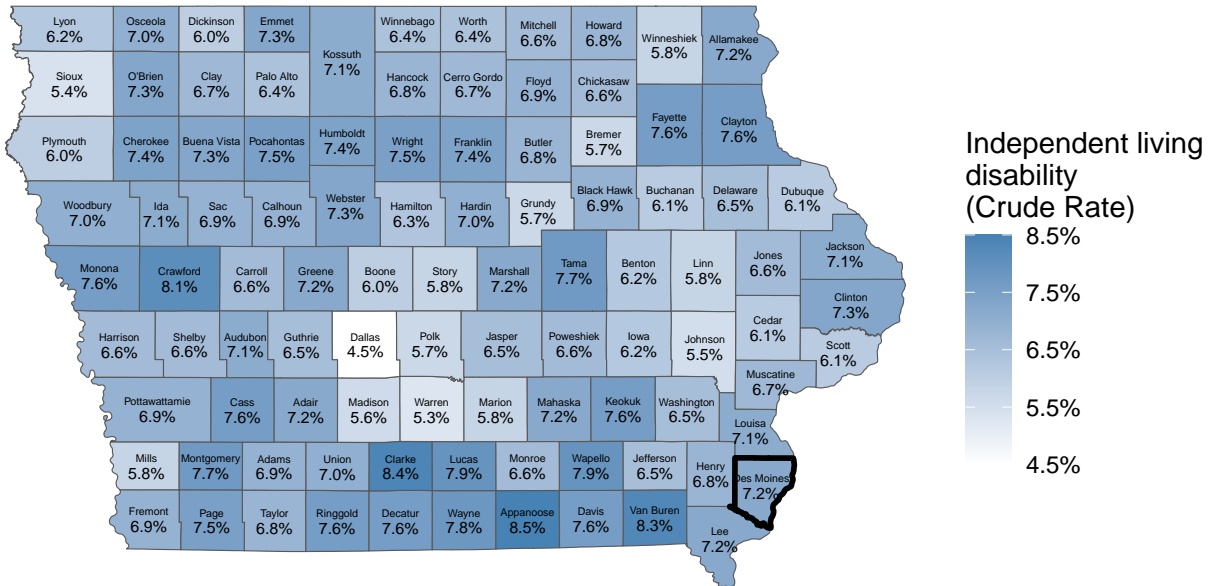 Lyon
6.2%
Osceola
7.0%
Dickinson
6.0%
Emmet
7.3%
Kossuth
7.1%
Winnebago
6.4%
Worth
6.4%
Mitchell
6.6%
Howard
6.8%
Winneshiek
5.8%
Allamakee
7.2%
Sioux
5.4%
O'Brien
7.3%
Clay
6.7%
Palo Alto
6.4%
Hancock
6.8%
Cerro Gordo
6.7%
Floyd
6.9%
Chickasaw
6.6%
Fayette
7.6%
Clayton
7.6%
Plymouth
6.0%
Cherokee
7.4%
Buena Vista
7.3%
Pocahontas
7.5%
Humboldt
7.4%
Wright
7.5%
Franklin
7.4%
Butler
6.8%
Bremer
5.7%
Woodbury
7.0%
Ida
7.1%
Sac
6.9%
Calhoun
6.9%
Webster
7.3%
Hamilton
6.3%
Hardin
7.0%
Grundy
5.7%
Black Hawk
6.9%
Buchanan
6.1%
Delaware
6.5%
Dubuque
6.1%
Monona
7.6%
Crawford
8.1%
Carroll
6.6%
Greene
7.2%
Boone
6.0%
Story
5.8%
Marshall
7.2%
Tama
7.7%
Benton
6.2%
Linn
5.8%
Jones
6.6%
Jackson
7.1%
Clinton
7.3%
Harrison
6.6%
Shelby
6.6%
Audubon
7.1%
Guthrie
6.5%
Dallas
4.5%
Polk
5.7%
Jasper
6.5%
Poweshiek
6.6%
Iowa
6.2%
Johnson
5.5%
Cedar
6.1%
Scott
6.1%
Muscatine
6.7%
Pottawattamie
6.9%
Cass
7.6%
Adair
7.2%
Madison
5.6%
Warren
5.3%
Marion
5.8%
Mahaska
7.2%
Keokuk
7.6%
Washington
6.5%
Louisa
7.1%
Mills
5.8%
Montgomery
7.7%
Adams
6.9%
Union
7.0%
Clarke
8.4%
Lucas
7.9%
Monroe
6.6%
Wapello
7.9%
Jefferson
6.5%
Henry
6.8%
Des Moines
7.2%
Fremont
6.9%
Page
7.5%
Taylor
6.8%
Ringgold
7.6%
Decatur
7.6%
Wayne
7.8%
Appanoose
8.5%
Davis
7.6%
Van Buren
8.3%
Lee
7.2%
Independent living
disability
(Crude Rate)
8.5%
7.5%
6.5%
5.5%
4.5%